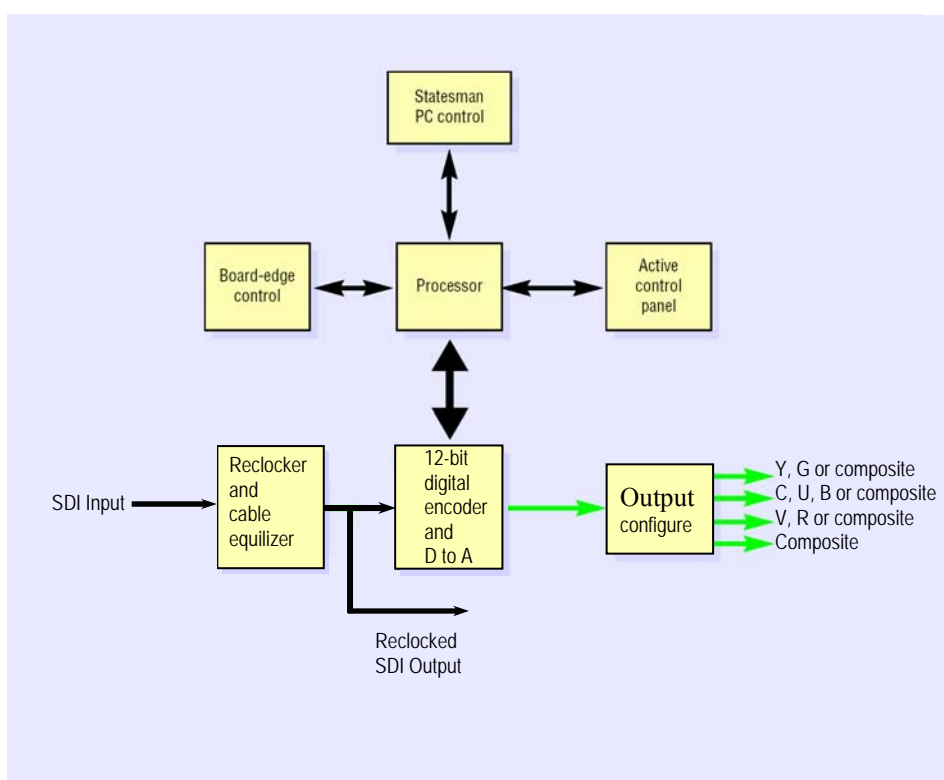 Statesman
PC control
Board-edge
control
Processor
Active
control
panel
SDI Input
Reclocker
and
cable
equilizer
12-bit
digital
encoder
and
D to A
Output
configure
Y, G or composite
C, U, B or composite
V, R or composite
Composite
Reclocked
SDI Output